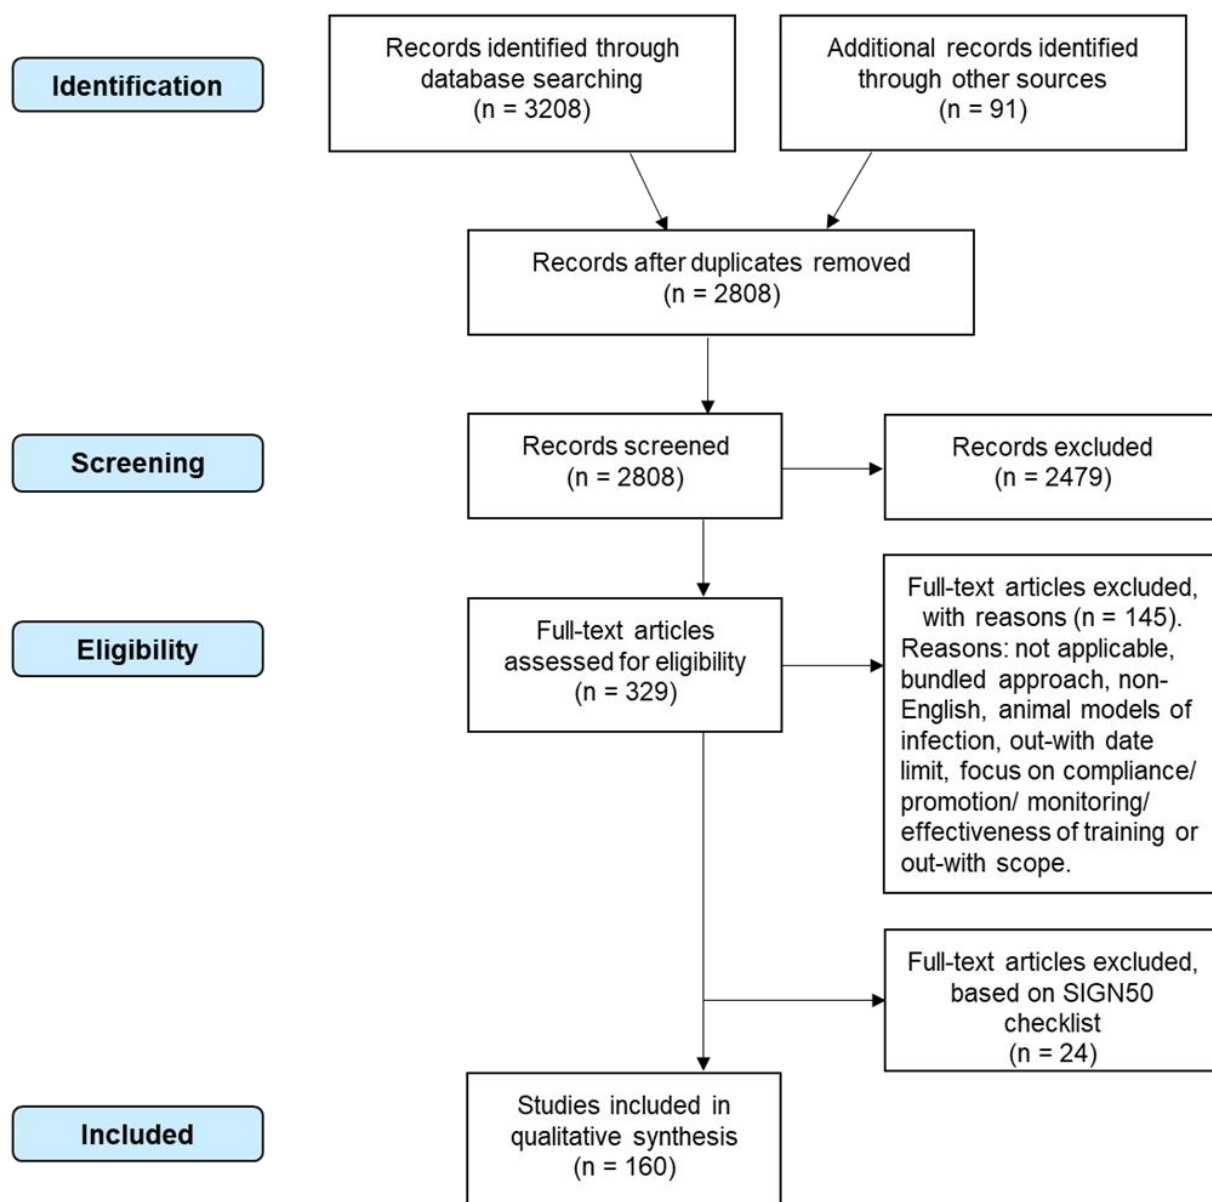 Identification
Records identified through
database searching
(n = 3208)
Additional records identified
through other sources
(n = 91)
Records after duplicates removed
(n = 2808)
Screening
Records screened
(n = 2808)
Records excluded
(n = 2479)
Eligibility
Full-text articles
assessed for eligibility
(n = 329)
Full-text articles excluded,
with reasons (n = 145).
Reasons: not applicable,
bundled approach, non-
English, animal models of
infection, out-with date
limit, focus on compliance/
promotion/ monitoring/
effectiveness of training or
out-with scope.
Full-text articles excluded,
based on SIGN50
checklist
(n = 24)
Included
Studies included in
qualitative synthesis
(n = 160)